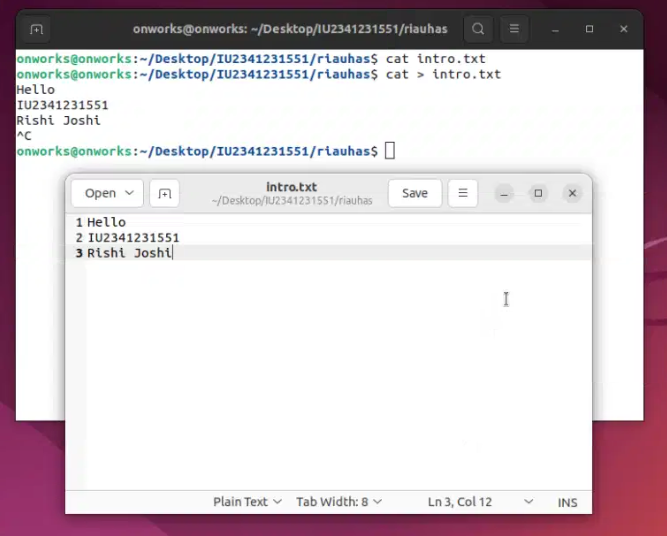 onworks@onworks: ~/Desktop/IU2341231551/riauhas
onworks@onworks:~/Desktop/IU2341231551/riauhas$ cat intro.txt
onworks@onworks:~/Desktop/IU2341231551/riauhas$ cat > intro.txt
Hello
IU2341231551
Rishi Joshi
^C
onworks@onworks:~/Desktop/IU2341231551/riauhas$
Open
intro.txt
~/Desktop/IU2341231551/riauhas
Save
1 Hello
2 IU2341231551
3 Rishi Joshi
Plain Text Tab Width: 8 Ln 3, Col 12 INS